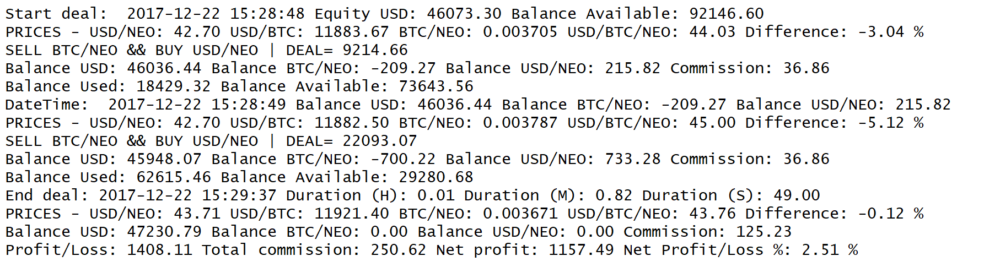 Start deal:  2017-12-22 15:28:48 Equity USD: 46073.30 Balance Available: 92146.60
PRICES - USD/NEO: 42.70 USD/BTC: 11883.67 BTC/NEO: 0.003705 USD/BTC/NEO: 44.03 Difference: -3.04 %
SELL BTC/NEO && BUY USD/NEO | DEAL= 9214.66
Balance USD: 46036.44 Balance BTC/NEO: -209.27 Balance USD/NEO: 215.82 Commission: 36.86
Balance Used: 18429.32 Balance Available: 73643.56
DateTime:  2017-12-22 15:28:49 Balance USD: 46036.44 Balance BTC/NEO: -209.27 Balance USD/NEO: 215.82
PRICES - USD/NEO: 42.70 USD/BTC: 11882.50 BTC/NEO: 0.003787 USD/BTC/NEO: 45.00 Difference: -5.12 %
SELL BTC/NEO && BUY USD/NEO | DEAL= 22093.07
Balance USD: 45948.07 Balance BTC/NEO: -700.22 Balance USD/NEO: 733.28 Commission: 36.86
Balance Used: 62615.46 Balance Available: 29280.68
End deal: 2017-12-22 15:29:37 Duration (H): 0.01 Duration (M): 0.82 Duration (S): 49.00
PRICES - USD/NEO: 43.71 USD/BTC: 11921.40 BTC/NEO: 0.003671 USD/BTC/NEO: 43.76 Difference: -0.12 %
Balance USD: 47230.79 Balance BTC/NEO: 0.00 Balance USD/NEO: 0.00 Commission: 125.23
Profit/Loss: 1408.11 Total commission: 250.62 Net profit: 1157.49 Net Profit/Loss %: 2.51 %